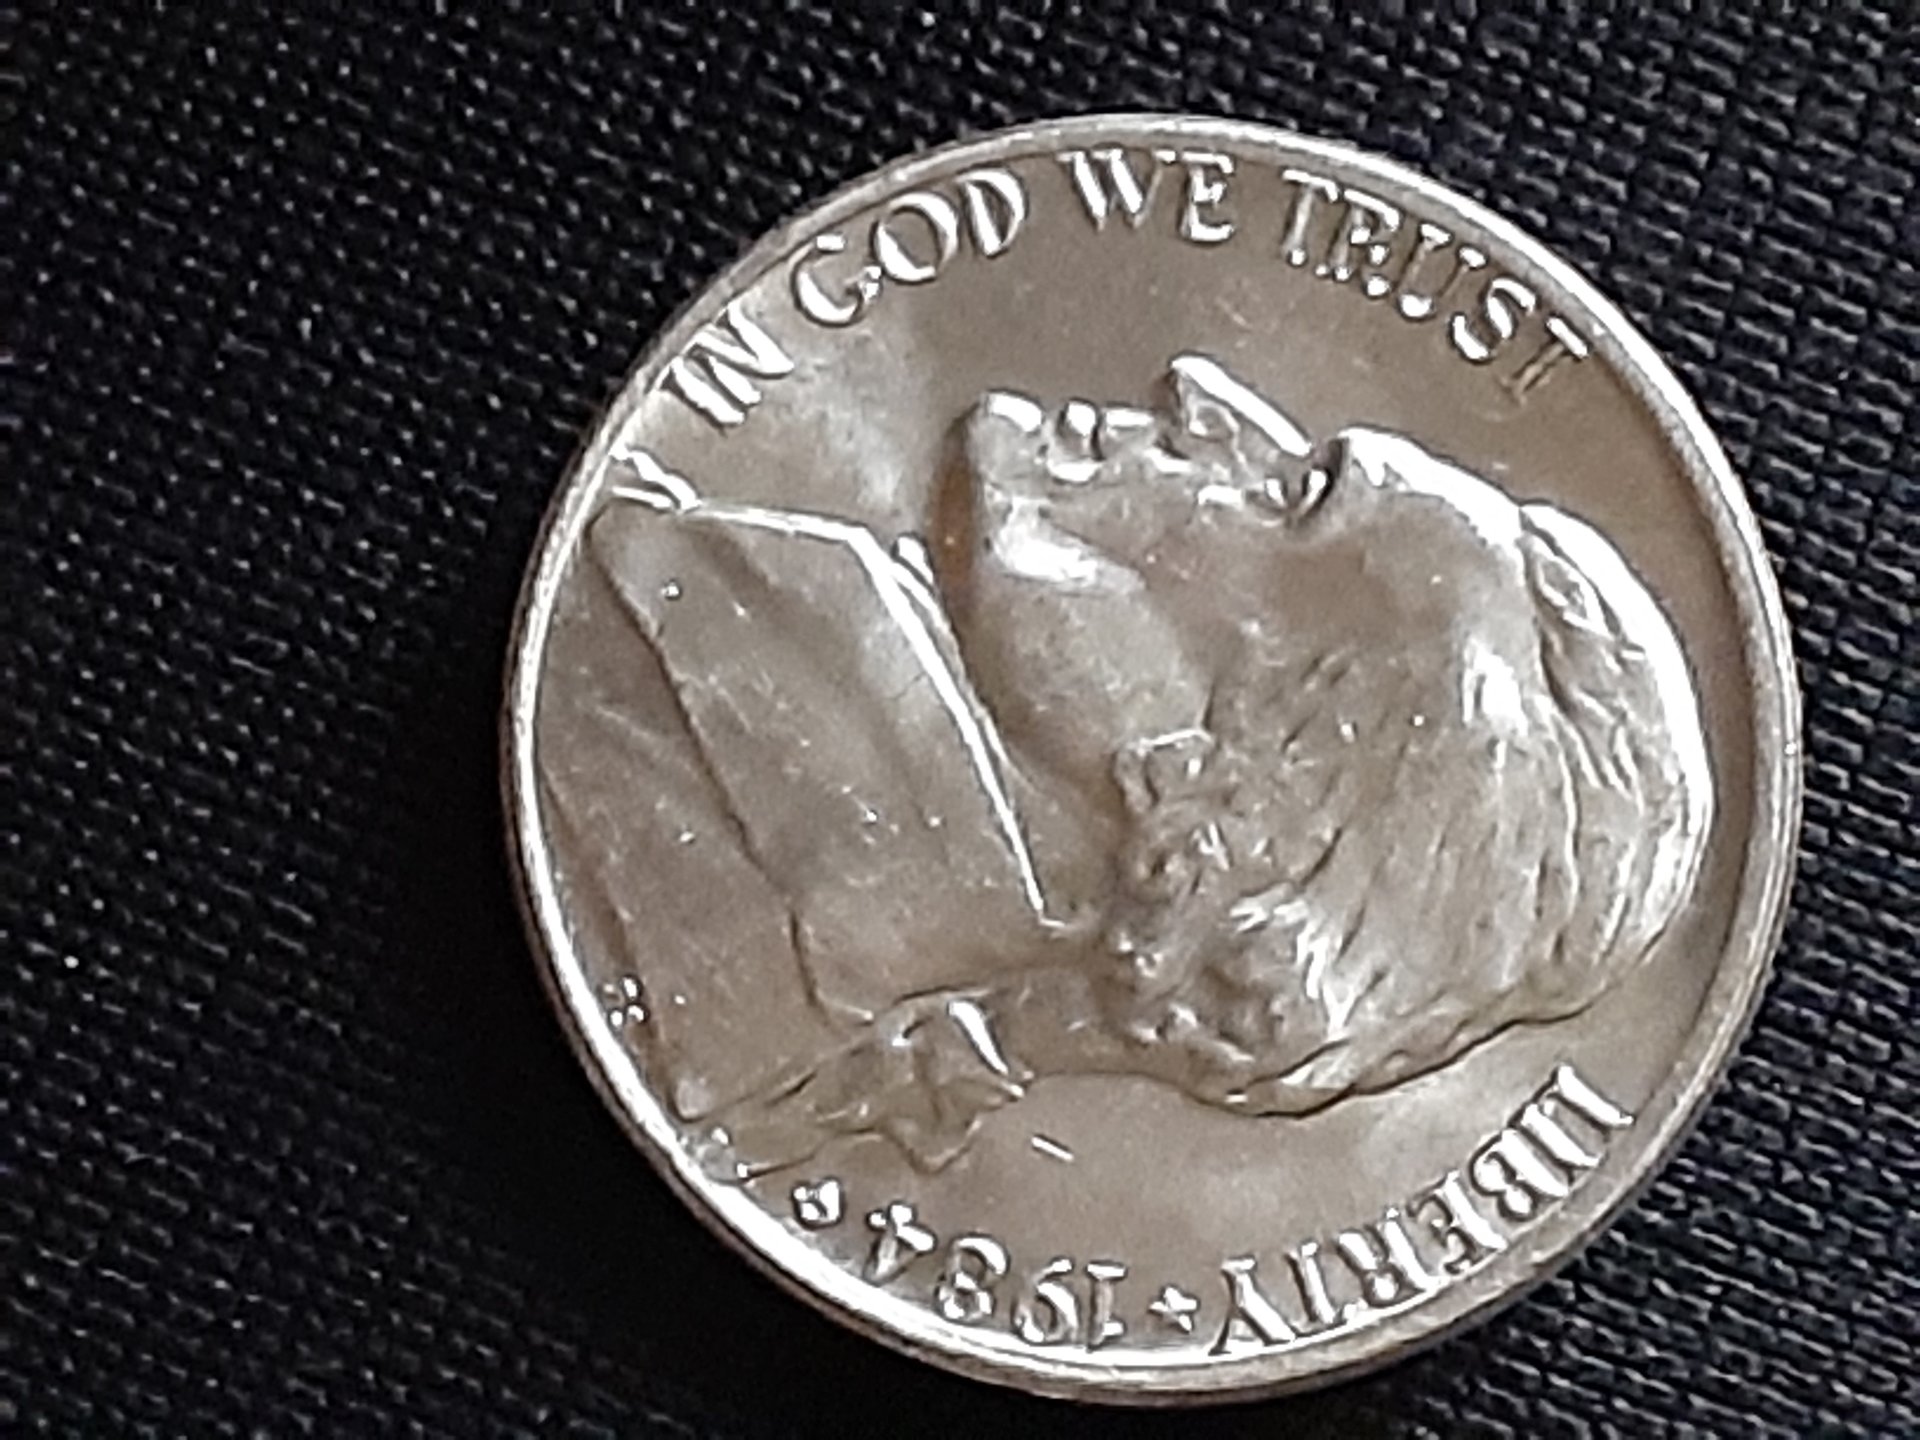 IN GOD WE TRUST
LIBERTY ★ 1984